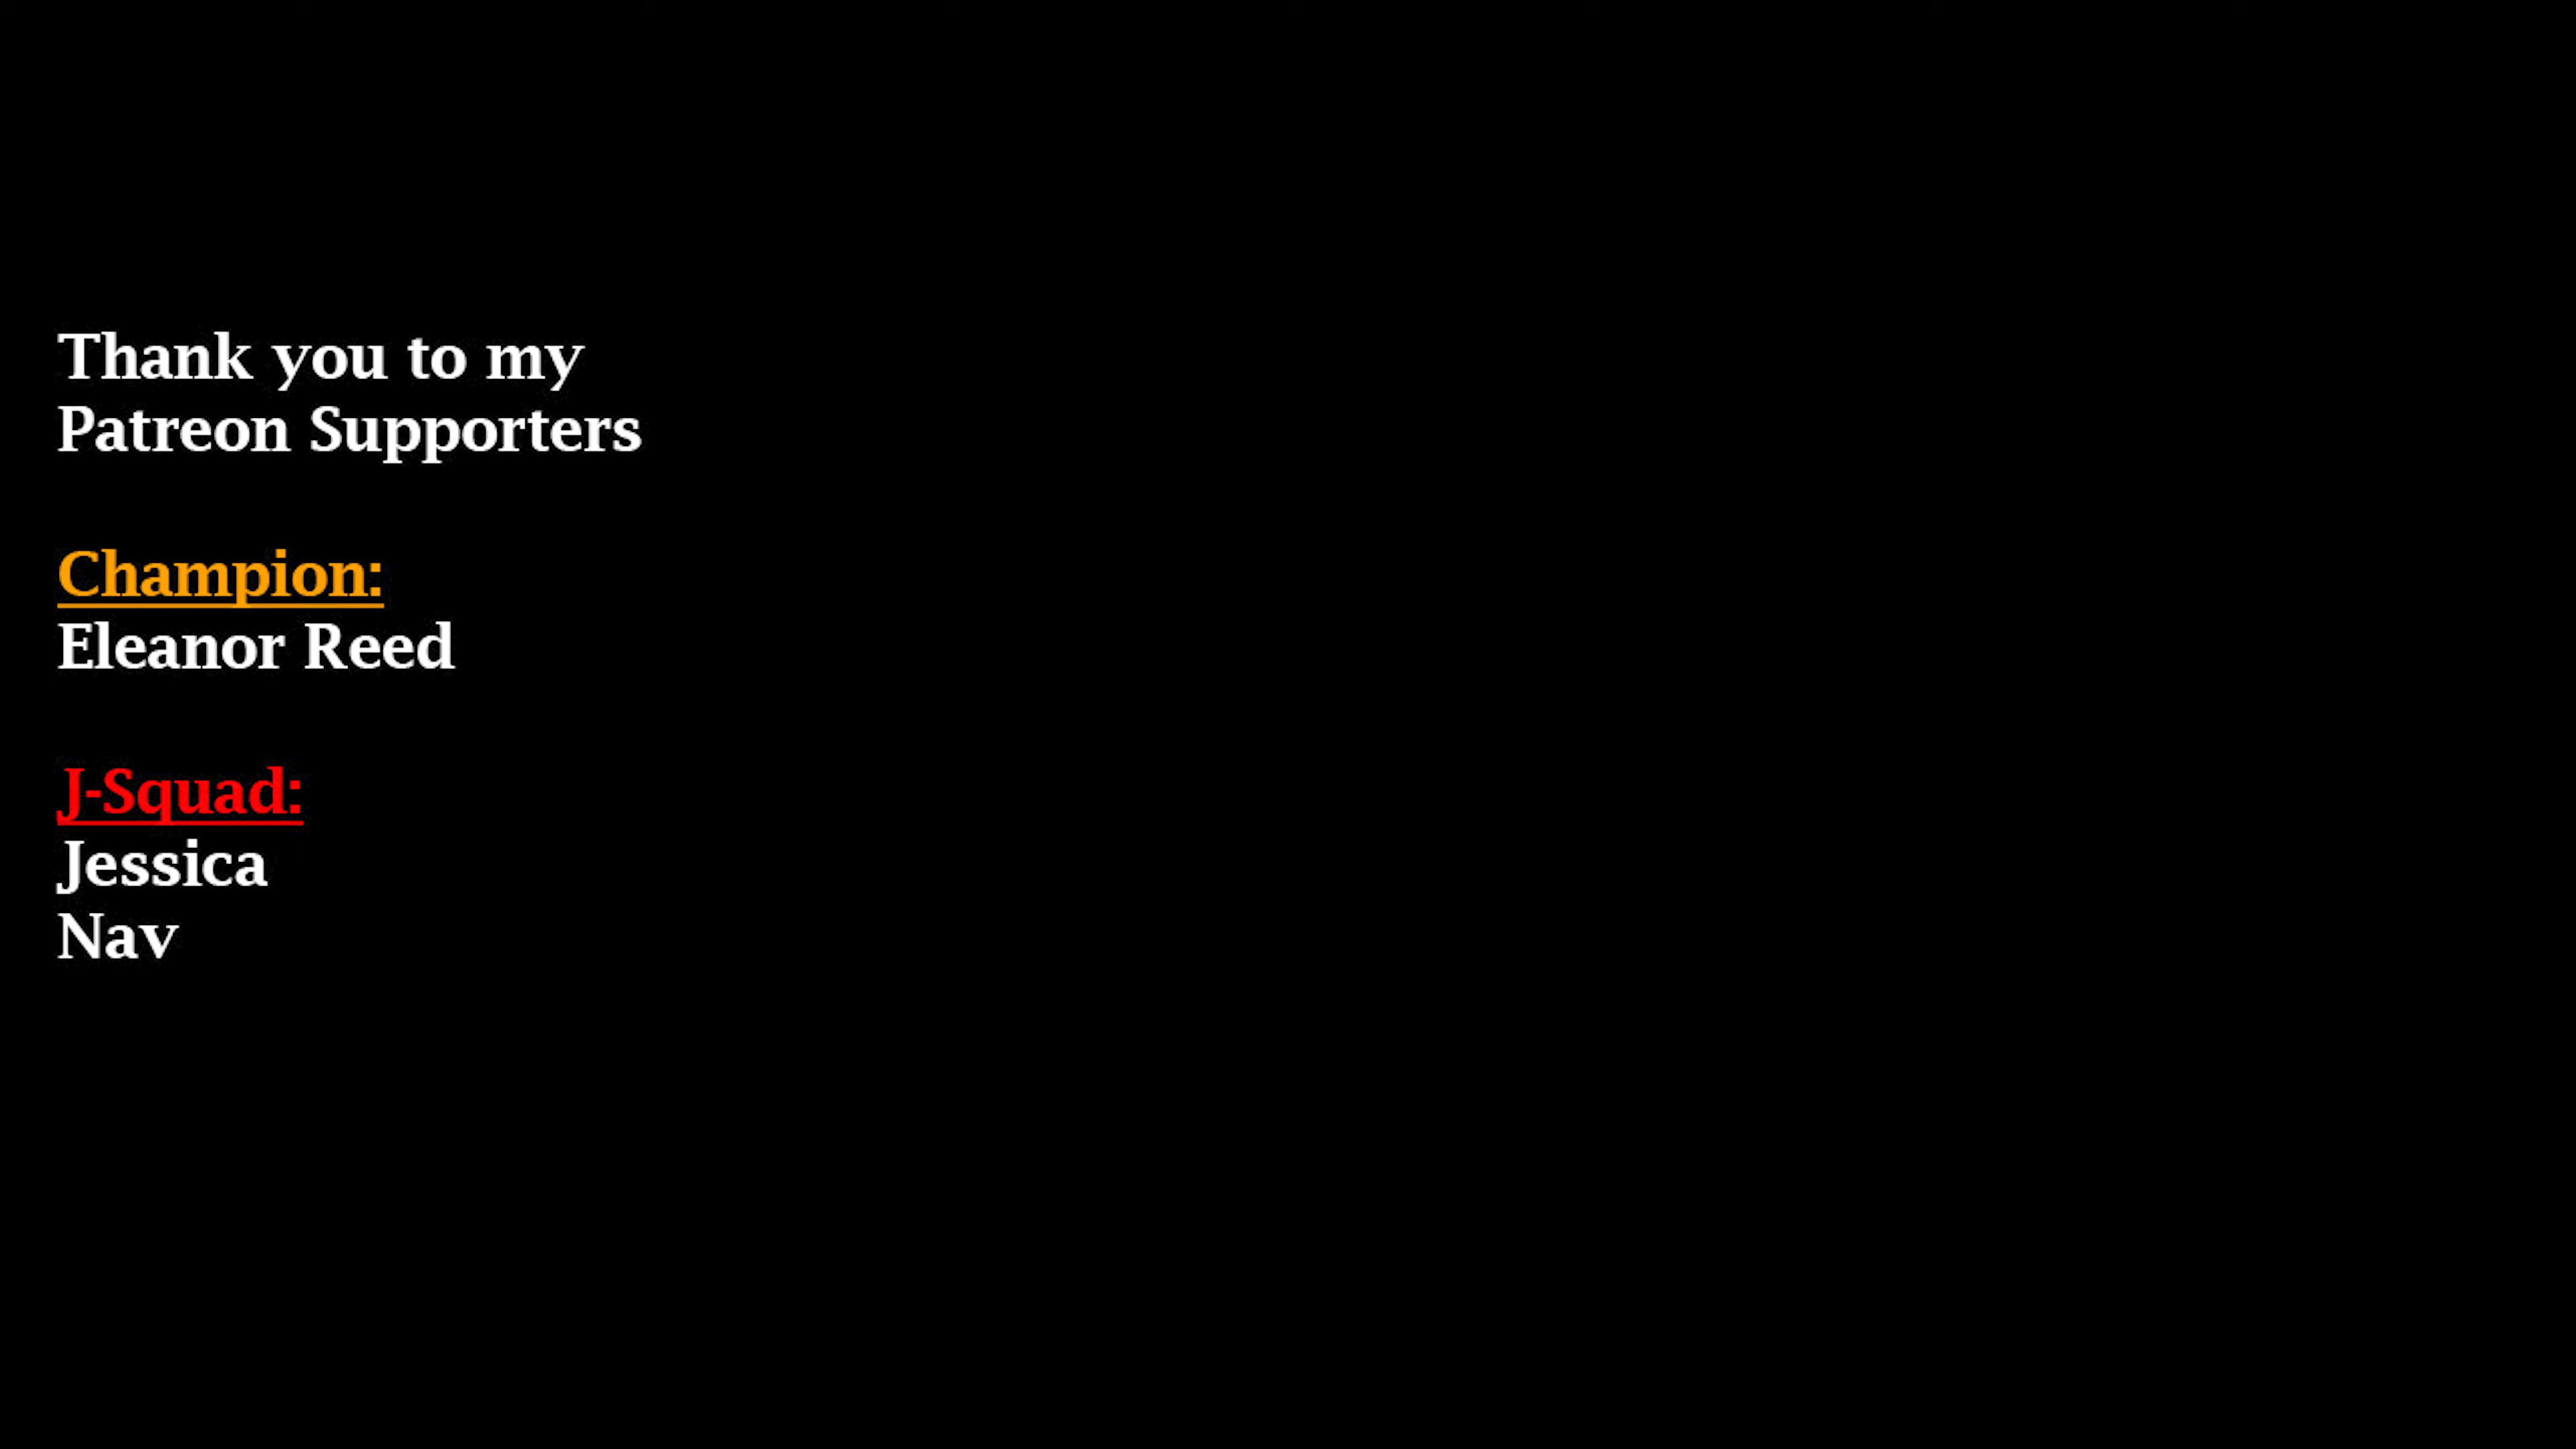 Thank you to my
Patreon Supporters
Champion:
Eleanor Reed
J-Squad:
Jessica
Nav